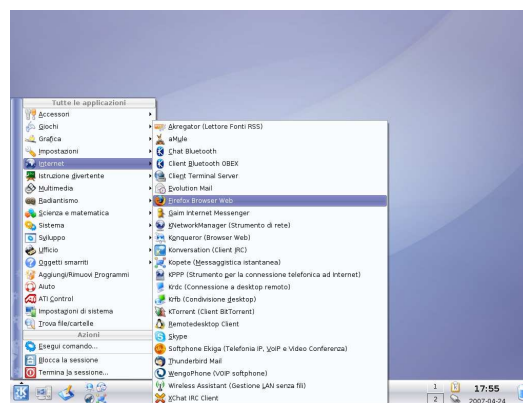 Tutte le applicazioni
Accessori
Giochi
Grafica
Impostazioni
Internet
Istruzione divertente
Multimedia
Radiantismo
Scienza e matematica
Sistema
Sviluppo
Ufficio
Oggetti smarriti
Aggiungi/Rimuovi Programmi
Aiuto
ATI Control
Impostazioni di sistema
Trova file/cartelle
Azioni
Esegui comando...
Blocca la sessione
Termina la sessione...
Akregator (Lettore Fonti RSS)
aMule
Chat Bluetooth
Client Bluetooth OBEX
Client Terminal Server
Evolution Mail
Firefox Browser Web
Gaim Internet Messenger
KNetworkManager (Strumento di rete)
Konqueror (Browser Web)
Konversation (Client IRC)
Kopete (Messaggistica istantanea)
KPPP (Strumento per la connessione telefonica ad Internet)
Krdc (Connessione a desktop remoto)
Krfb (Condivisione desktop)
KTorrent (Client BitTorrent)
Remotedesktop Client
Skype
Softphone Ekiga (Telefonia IP, VoIP e Video Conferenza)
Thunderbird Mail
WengoPhone (VOIP softphone)
Wireless Assistant (Gestione LAN senza fili)
XChat IRC Client
1
2
17:55
2007-04-24